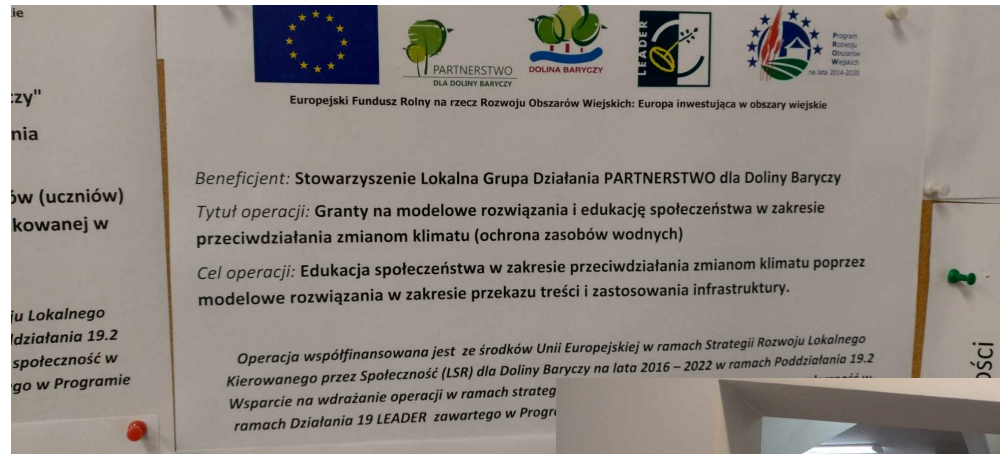 ie
zy"
nia
ów (uczniów)
kowanej w
ju Lokalnego
działania 19.2
społeczność w
go w Programie
PARTNERSTWO
DLA DOLINY BARYCZY
DOLINA BARYCZY
LEADER
Program
Rozwoju
Obszarów
Wiejskich
na lata 2014-2020
Europejski Fundusz Rolny na rzecz Rozwoju Obszarów Wiejskich: Europa inwestująca w obszary wiejskie
Beneficjent: Stowarzyszenie Lokalna Grupa Działania PARTNERSTWO dla Doliny Baryczy
Tytuł operacji: Granty na modelowe rozwiązania i edukację społeczeństwa w zakresie
przeciwdziałania zmianom klimatu (ochrona zasobów wodnych)
Cel operacji: Edukacja społeczeństwa w zakresie przeciwdziałania zmianom klimatu poprzez
modelowe rozwiązania w zakresie przekazu treści i zastosowania infrastruktury.
Operacja współfinansowana jest ze środków Unii Europejskiej w ramach Strategii Rozwoju Lokalnego
Kierowanego przez Społeczność (LSR) dla Doliny Baryczy na lata 2016 – 2022 w ramach Poddziałania 19.2
Wsparcie na wdrażanie operacji w ramach strateg
ramach Działania 19 LEADER zawartego w Progr
ości